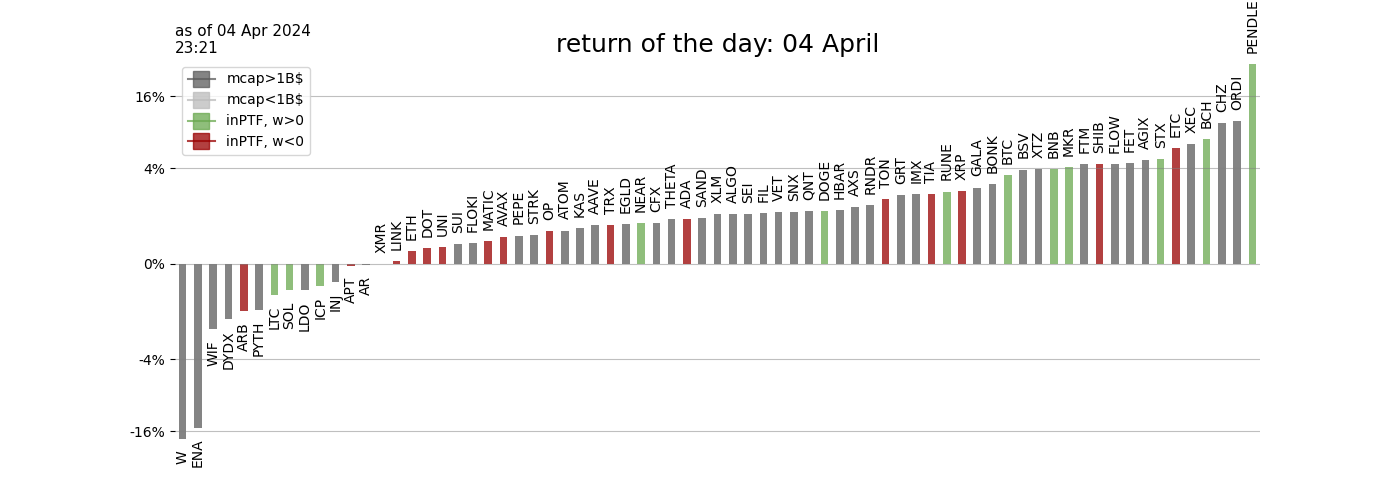 as of 04 Apr 2024
23:21
return of the day: 04 April
mcap>1B$
mcap<1B$
inPTF, w>0
inPTF, w<0
16%
4%
0%
-4%
-16%
W
ENA
WIF
DYDX
ARB
PYTH
LTC
SOL
LDO
ICP
INJ
APT
AR
XMR
LINK
ETH
DOT
UNI
SUI
FLOKI
MATIC
AVAX
PEPE
STRK
OP
ATOM
KAS
AAVE
TRX
EGLD
NEAR
CFX
THETA
ADA
SAND
XLM
ALGO
SEI
FIL
VET
SNX
QNT
DOGE
HBAR
AXS
RNDR
TON
GRT
IMX
TIA
RUNE
XRP
GALA
BONK
BTC
BSV
XTZ
BNB
MKR
FTM
SHIB
FLOW
FET
AGIX
STX
ETC
XEC
BCH
CHZ
ORDI
PENDLE